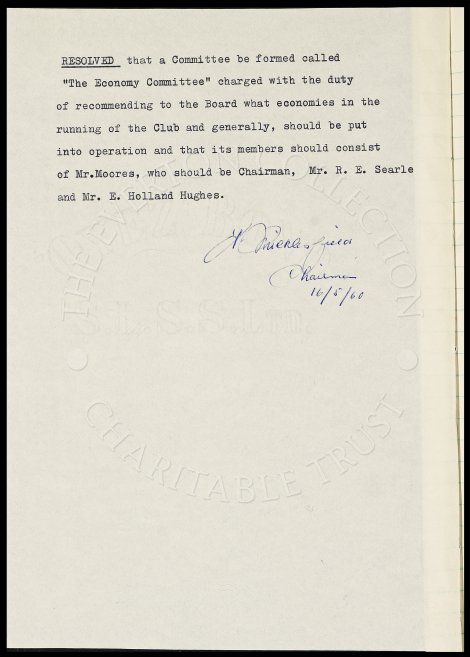 RESOLVED that a Committee be formed called
"The Economy Committee" charged with the duty
of recommending to the Board what economies in the
running of the Club and generally, should be put
into operation and that its members should consist
of Mr.Moores, who should be Chairman, Mr. R. E. Searle
and Mr. E. Holland Hughes.
Chairman
16/5/60
THE EVERTON COLLECTION
CHARITABLE TRUST